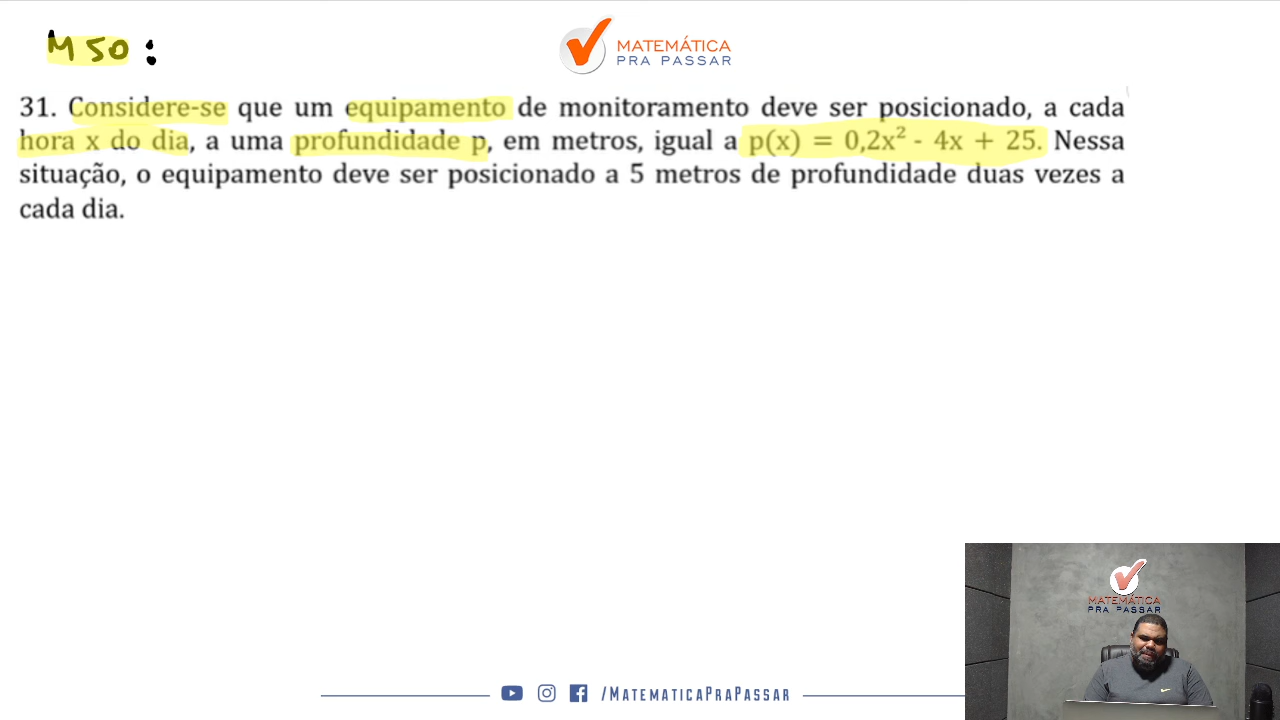 M50:
MATEMÁTICA
PRA PASSAR
31. Considere-se que um equipamento de monitoramento deve ser posicionado, a cada
hora x do dia, a uma profundidade p, em metros, igual a p(x) = 0,2x² - 4x + 25. Nessa
situação, o equipamento deve ser posicionado a 5 metros de profundidade duas vezes a
cada dia.
MATEMÁTICA
PRA PASSAR
/MATEMATICAPRAPASSAR